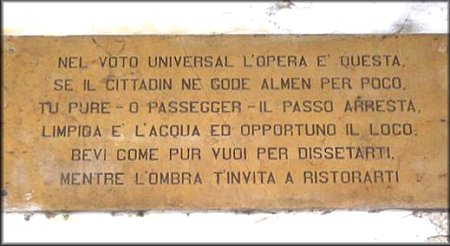 NEL VOTO UNIVERSAL L'OPERA E' QUESTA,
SE IL CITTADIN NE GODE ALMEN PER POCO,
TU PURE - O PASSEGGER - IL PASSO ARRESTA,
LIMPIDA E' L'ACQUA ED OPPORTUNO IL LOCO:
BEVI COME PUR VUOI PER DISSETARTI,
MENTRE L'OMBRA T'INVITA A RISTORARTI